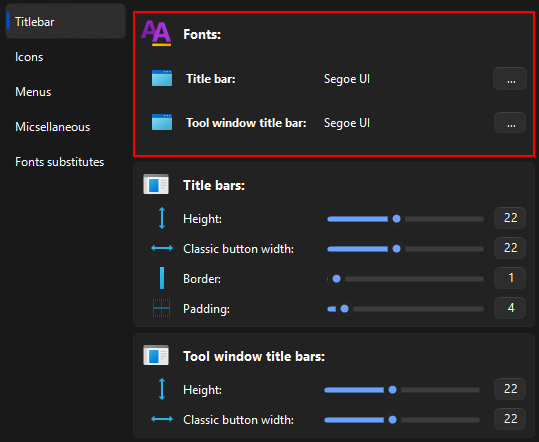 Titlebar
Icons
Menus
Micsellaneous
Fonts substitutes
Fonts:
Title bar: Segoe UI ...
Tool window title bar: Segoe UI ...
Title bars:
Height: 22
Classic button width: 22
Border: 1
Padding: 4
Tool window title bars:
Height: 22
Classic button width: 22